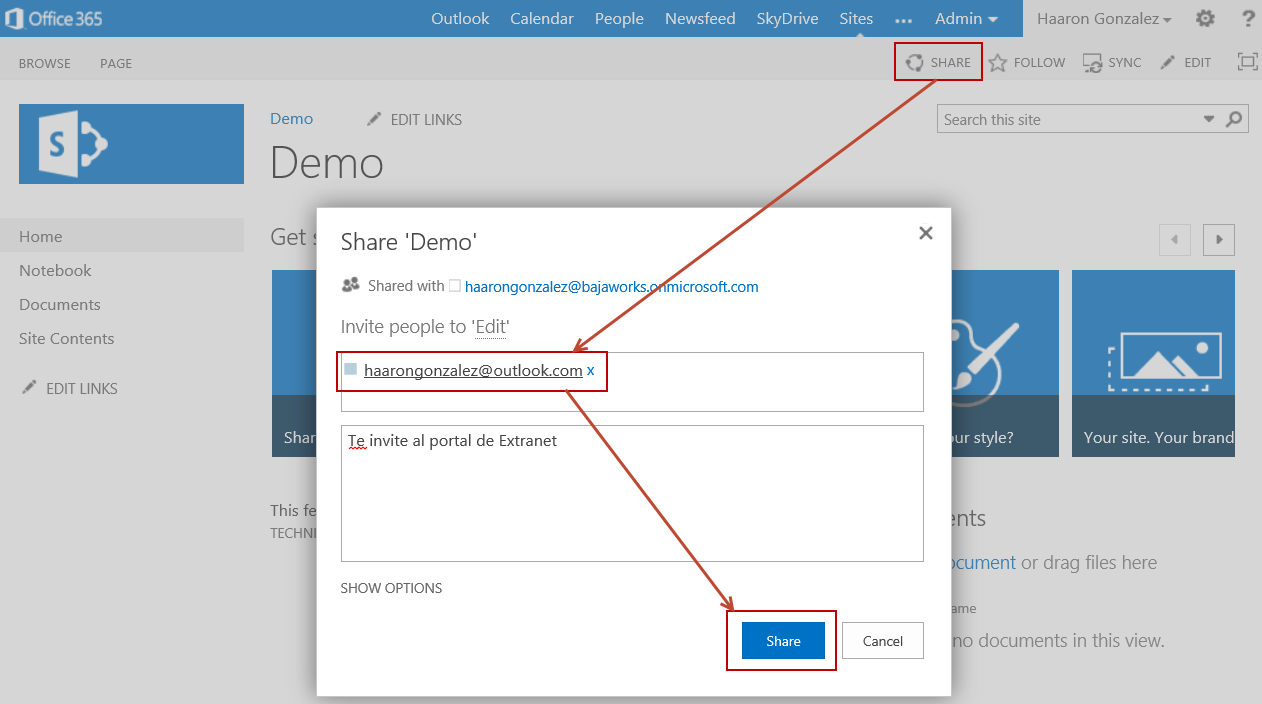 Office 365 Outlook Calendar People Newsfeed SkyDrive Sites ... Admin Haaron Gonzalez ?
BROWSE PAGE SHARE FOLLOW SYNC EDIT
S
Demo EDIT LINKS Search this site
Demo
Home
Notebook
Documents
Site Contents
EDIT LINKS
Get s
Share 'Demo'
Shared with haarongonzalez@bajaworks.onmicrosoft.com
Invite people to 'Edit'
haarongonzalez@outlook.com x
Te invite al portal de Extranet
SHOW OPTIONS
Share Cancel
Shar
our style?
Your site. Your brand
This fe
TECHNI
ents
ocument or drag files here
ame
no documents in this view.